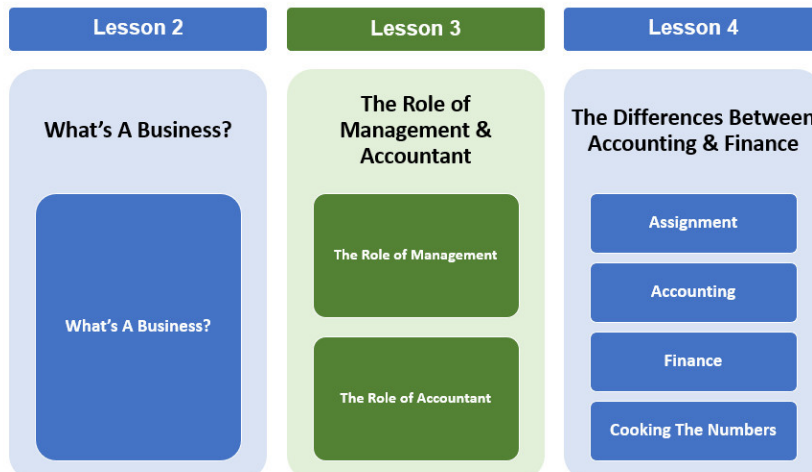 Lesson 2
What's A Business?
What's A Business?
Lesson 3
The Role of
Management &
Accountant
The Role of Management
The Role of Accountant
Lesson 4
The Differences Between
Accounting & Finance
Assignment
Accounting
Finance
Cooking The Numbers